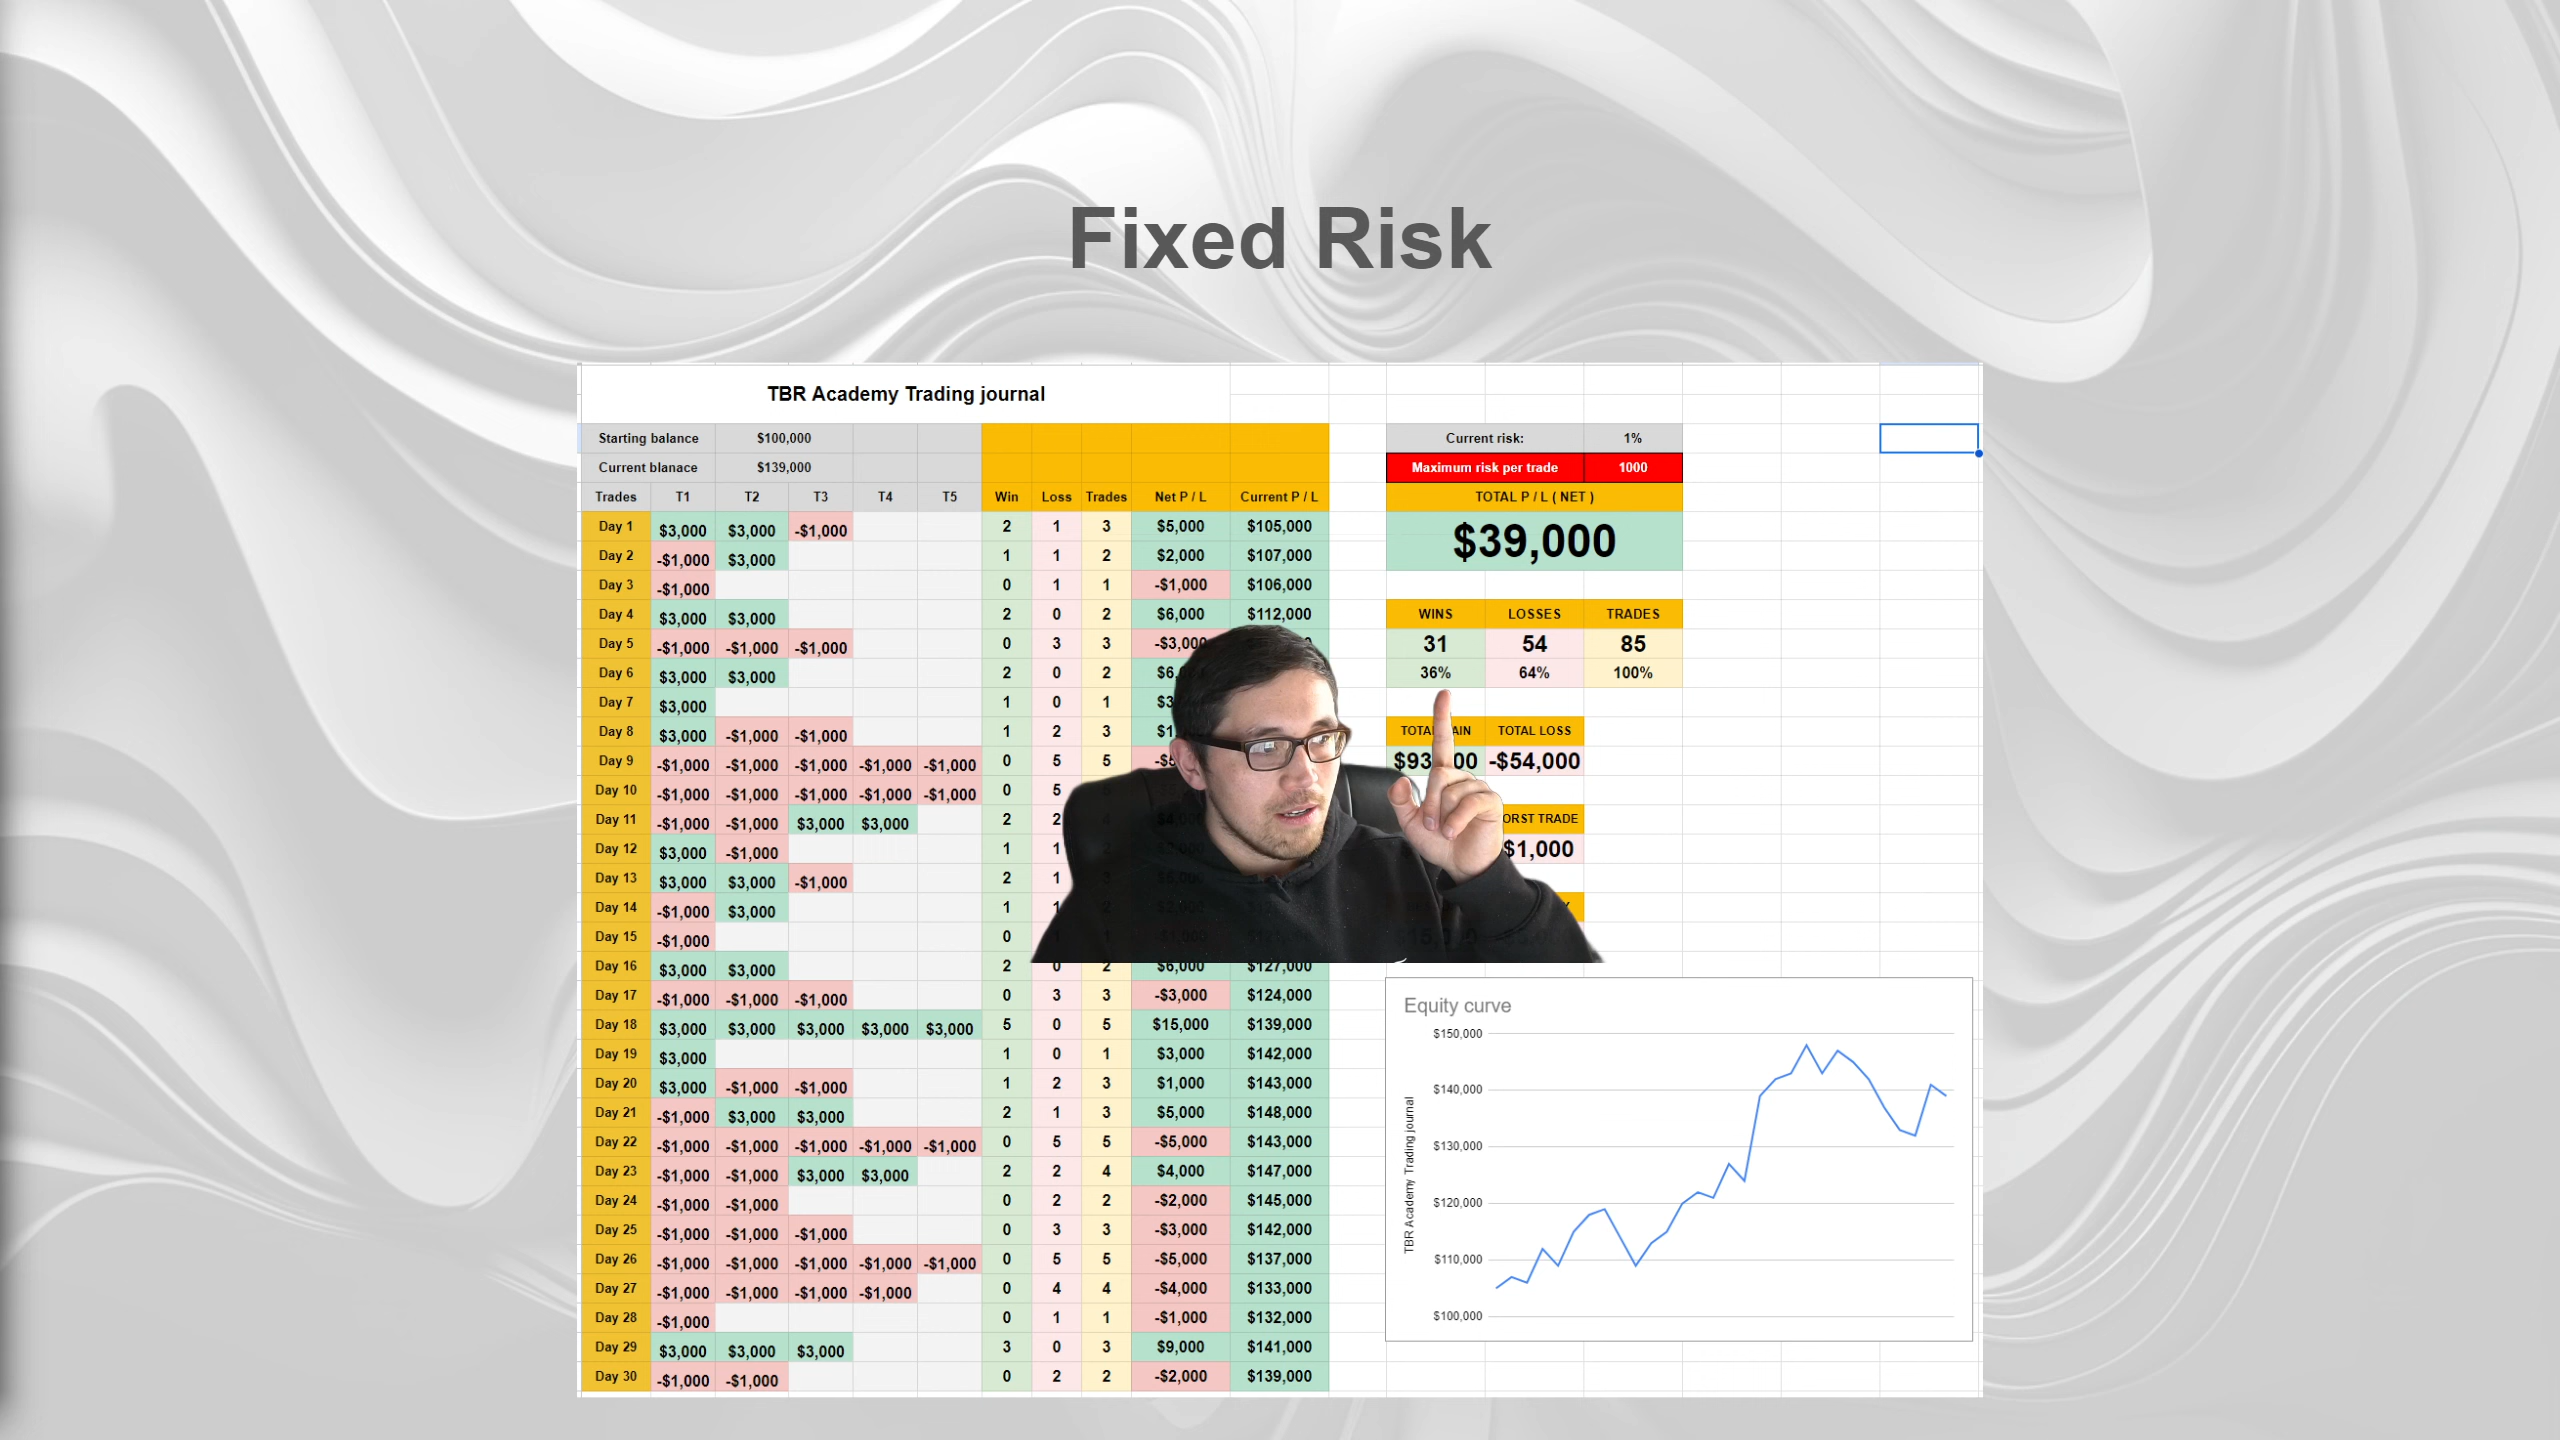 Fixed Risk
TBR Academy Trading journal
Starting balance $100,000 Current risk: 1%
Current blanace $139,000 Maximum risk per trade 1000
Trades T1 T2 T3 T4 T5 Win Loss Trades Net P / L Current P / L TOTAL P / L ( NET )
Day 1 $3,000 $3,000 -$1,000 2 1 3 $5,000 $105,000
$39,000
Day 2 -$1,000 $3,000 1 1 2 $2,000 $107,000
Day 3 -$1,000 0 1 1 -$1,000 $106,000
Day 4 $3,000 $3,000 2 0 2 $6,000 $112,000 WINS LOSSES TRADES
Day 5 -$1,000 -$1,000 -$1,000 0 3 3 -$3,000 31 54 85
Day 6 $3,000 $3,000 2 0 2 36% 64% 100%
Day 7 $3,000 1 0 1
Day 8 $3,000 -$1,000 -$1,000 1 2 3 TOTAL TOTAL LOSS
Day 9 -$1,000 -$1,000 -$1,000 -$1,000 -$1,000 0 5 5 -$54,000
Day 10 -$1,000 -$1,000 -$1,000 -$1,000 -$1,000 0 5
Day 11 -$1,000 -$1,000 $3,000 $3,000 2 2 TRADE
Day 12 $3,000 -$1,000 1 1 $1,000
Day 13 $3,000 $3,000 -$1,000 2 1
Day 14 -$1,000 $3,000 1 1
Day 15 -$1,000 0
Day 16 $3,000 $3,000 2 0 2 $6,000 $127,000
Day 17 -$1,000 -$1,000 -$1,000 0 3 3 -$3,000 $124,000
Day 18 $3,000 $3,000 $3,000 $3,000 $3,000 5 0 5 $15,000 $139,000
Day 19 $3,000 1 0 1 $3,000 $142,000
Day 20 $3,000 -$1,000 -$1,000 1 2 3 $1,000 $143,000
Day 21 -$1,000 $3,000 $3,000 2 1 3 $5,000 $148,000
Day 22 -$1,000 -$1,000 -$1,000 -$1,000 -$1,000 0 5 5 -$5,000 $143,000
Day 23 -$1,000 -$1,000 $3,000 $3,000 2 2 4 $4,000 $147,000
Day 24 -$1,000 -$1,000 0 2 2 -$2,000 $145,000
Day 25 -$1,000 -$1,000 -$1,000 0 3 3 -$3,000 $142,000
Day 26 -$1,000 -$1,000 -$1,000 -$1,000 -$1,000 0 5 5 -$5,000 $137,000
Day 27 -$1,000 -$1,000 -$1,000 -$1,000 0 4 4 -$4,000 $133,000
Day 28 -$1,000 0 1 1 -$1,000 $132,000
Day 29 $3,000 $3,000 $3,000 3 0 3 $9,000 $141,000
Day 30 -$1,000 -$1,000 0 2 2 -$2,000 $139,000
Equity curve
TBR Academy Trading journal
$150,000
$140,000
$130,000
$120,000
$110,000
$100,000